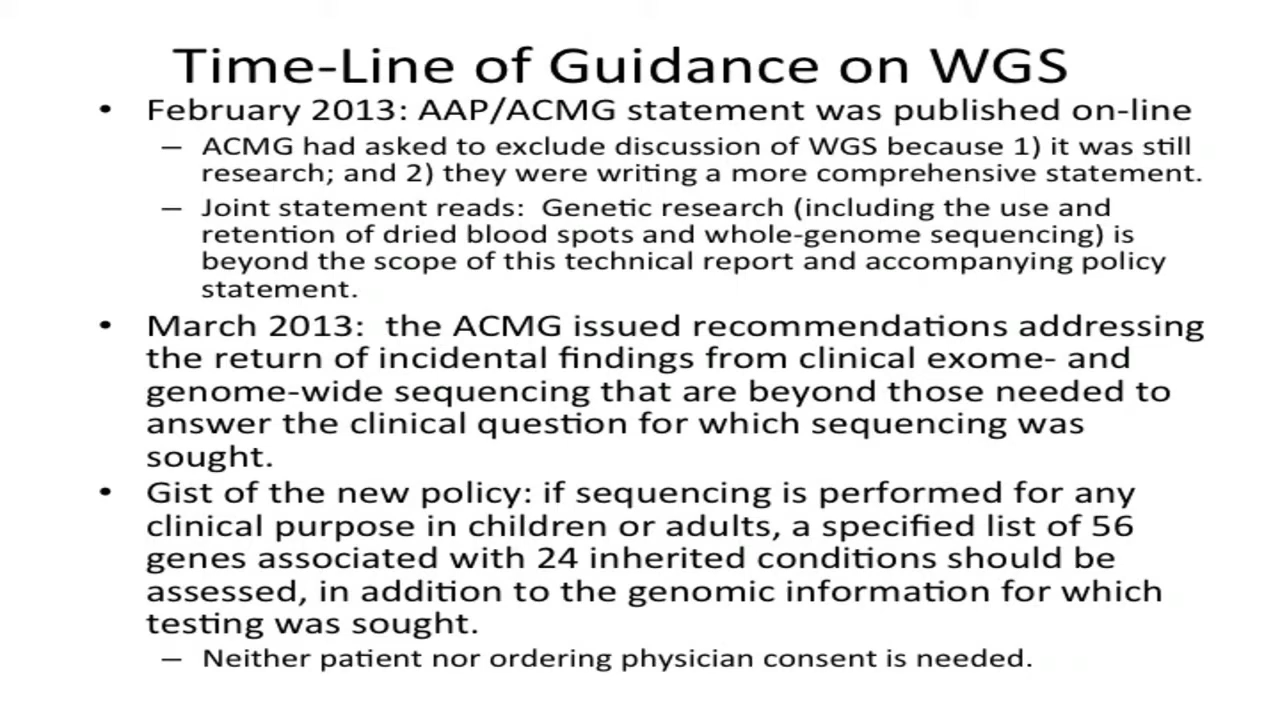 Time-Line of Guidance on WGS
• February 2013: AAP/ACMG statement was published on-line
– ACMG had asked to exclude discussion of WGS because 1) it was still
research; and 2) they were writing a more comprehensive statement.
– Joint statement reads:  Genetic research (including the use and
retention of dried blood spots and whole-genome sequencing) is
beyond the scope of this technical report and accompanying policy
statement.
• March 2013:  the ACMG issued recommendations addressing
the return of incidental findings from clinical exome- and
genome-wide sequencing that are beyond those needed to
answer the clinical question for which sequencing was
sought.
• Gist of the new policy: if sequencing is performed for any
clinical purpose in children or adults, a specified list of 56
genes associated with 24 inherited conditions should be
assessed, in addition to the genomic information for which
testing was sought.
– Neither patient nor ordering physician consent is needed.